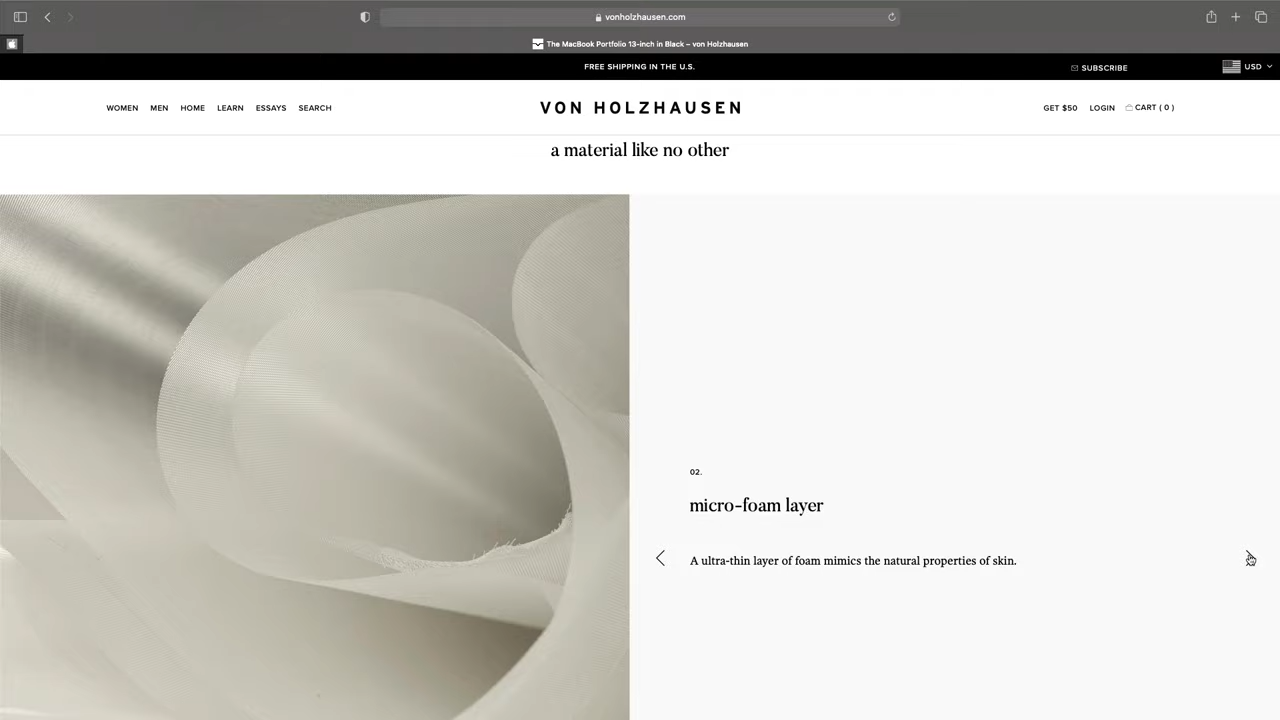 vonholzhausen.com
The MacBook Portfolio 13-inch in Black – von Holzhausen
FREE SHIPPING IN THE U.S.
SUBSCRIBE
USD
WOMEN MEN HOME LEARN ESSAYS SEARCH
VON HOLZHAUSEN
GET $50 LOGIN CART ( 0 )
a material like no other
02.
micro-foam layer
A ultra-thin layer of foam mimics the natural properties of skin.